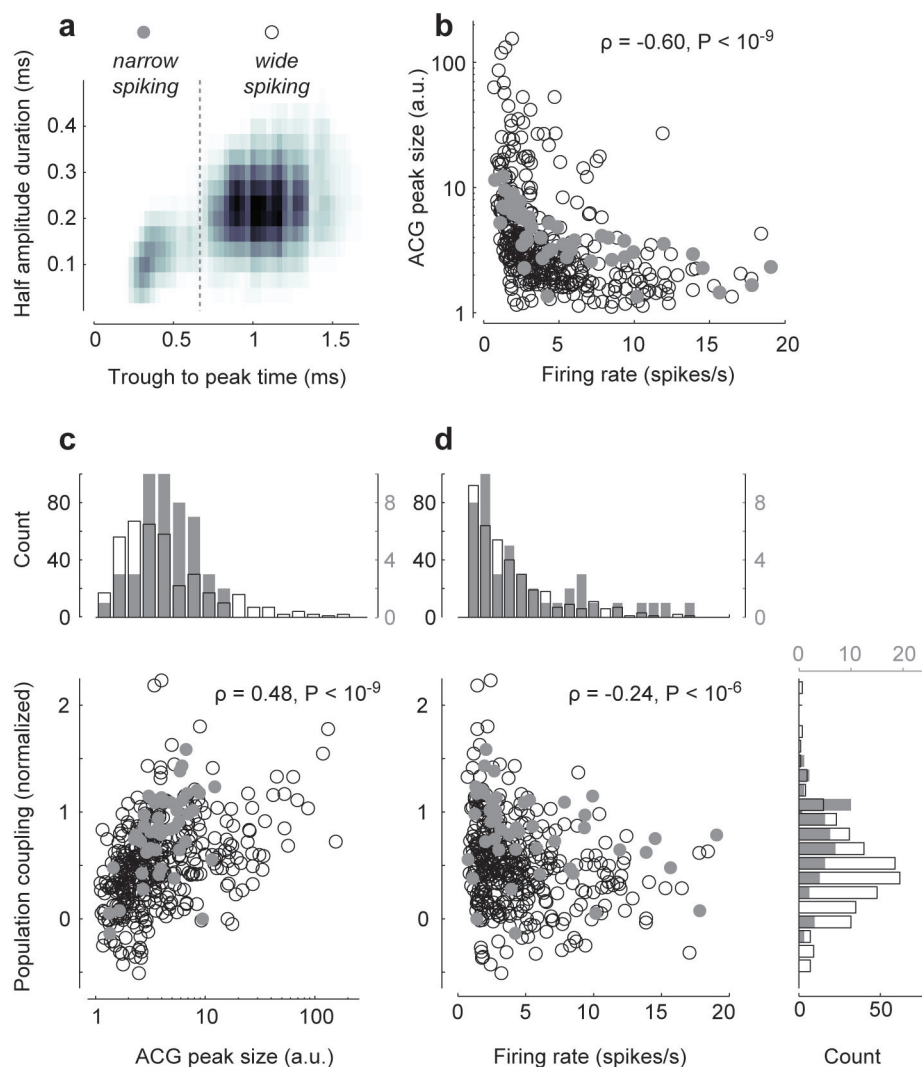 a
narrow
spiking
wide
spiking
Half amplitude duration (ms)
0.4
0.3
0.2
0.1
0
0.5
1
1.5
Trough to peak time (ms)
b
ρ = -0.60, P < 10⁻⁹
ACG peak size (a.u.)
100
10
1
0
5
10
15
20
Firing rate (spikes/s)
c
Count
80
40
0
8
4
0
d
80
40
0
8
4
0
Population coupling (normalized)
ρ = 0.48, P < 10⁻⁹
2
1
0
1
10
100
ACG peak size (a.u.)
ρ = -0.24, P < 10⁻⁶
2
1
0
0
5
10
15
20
Firing rate (spikes/s)
0
10
20
0
50
Count